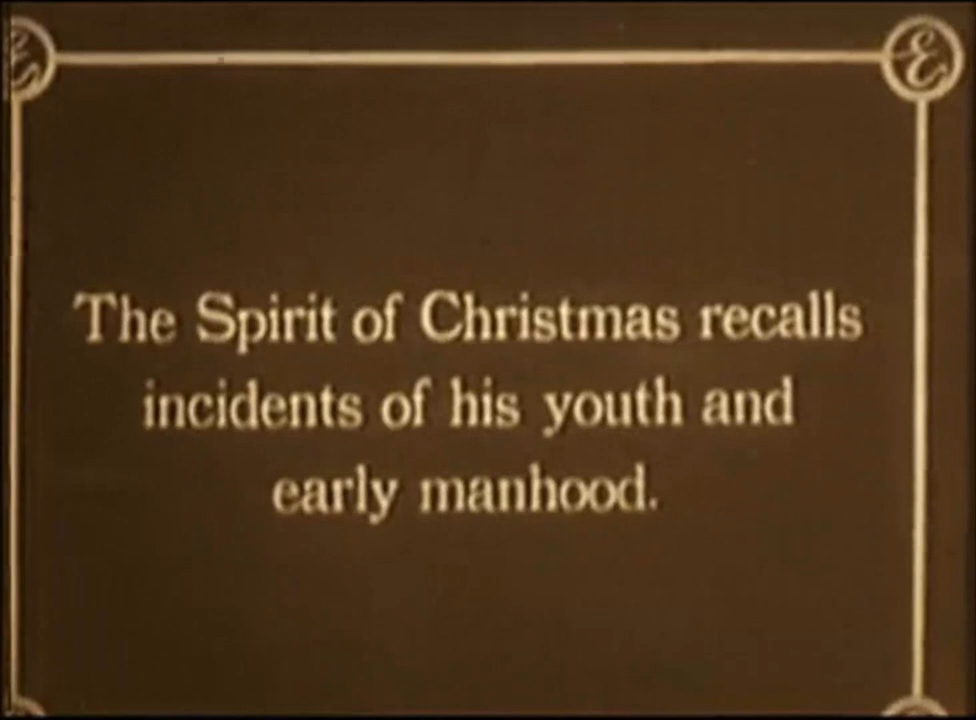 E
E
The Spirit of Christmas recalls
incidents of his youth and
early manhood.